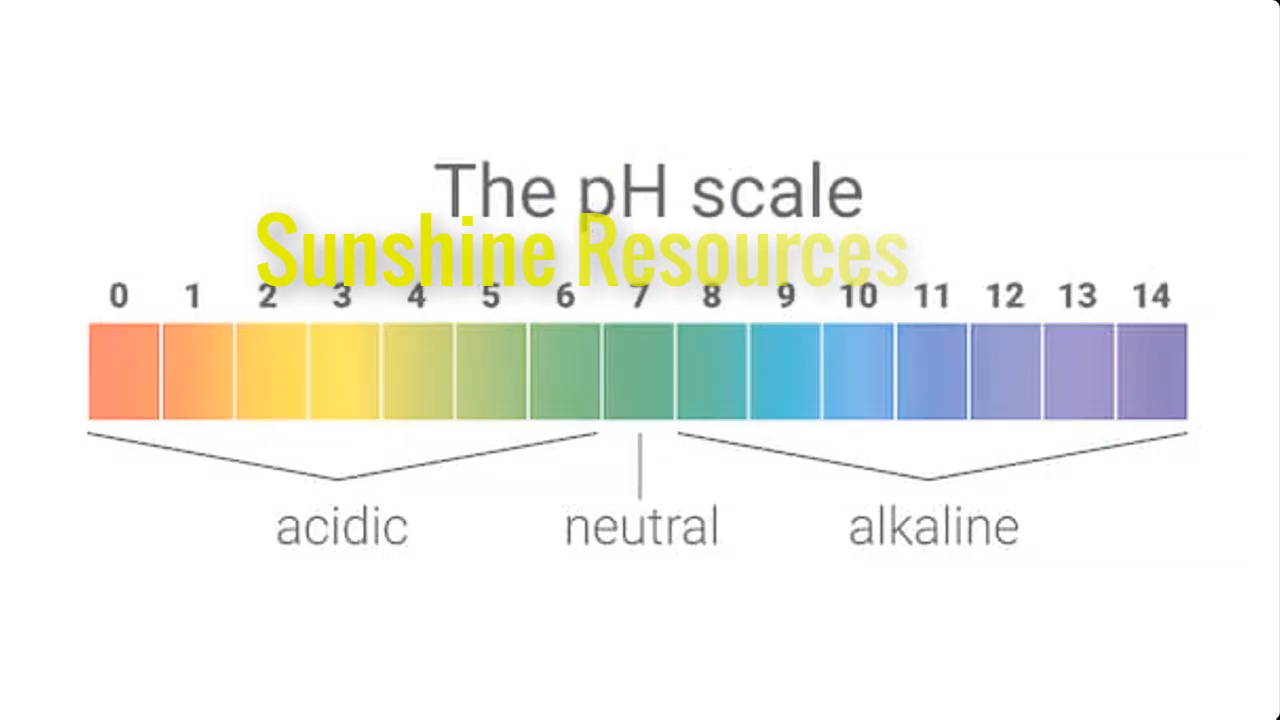 The pH scale
Sunshine Resources
0 1 2 3 4 5 6 7 8 9 10 11 12 13 14
acidic neutral alkaline